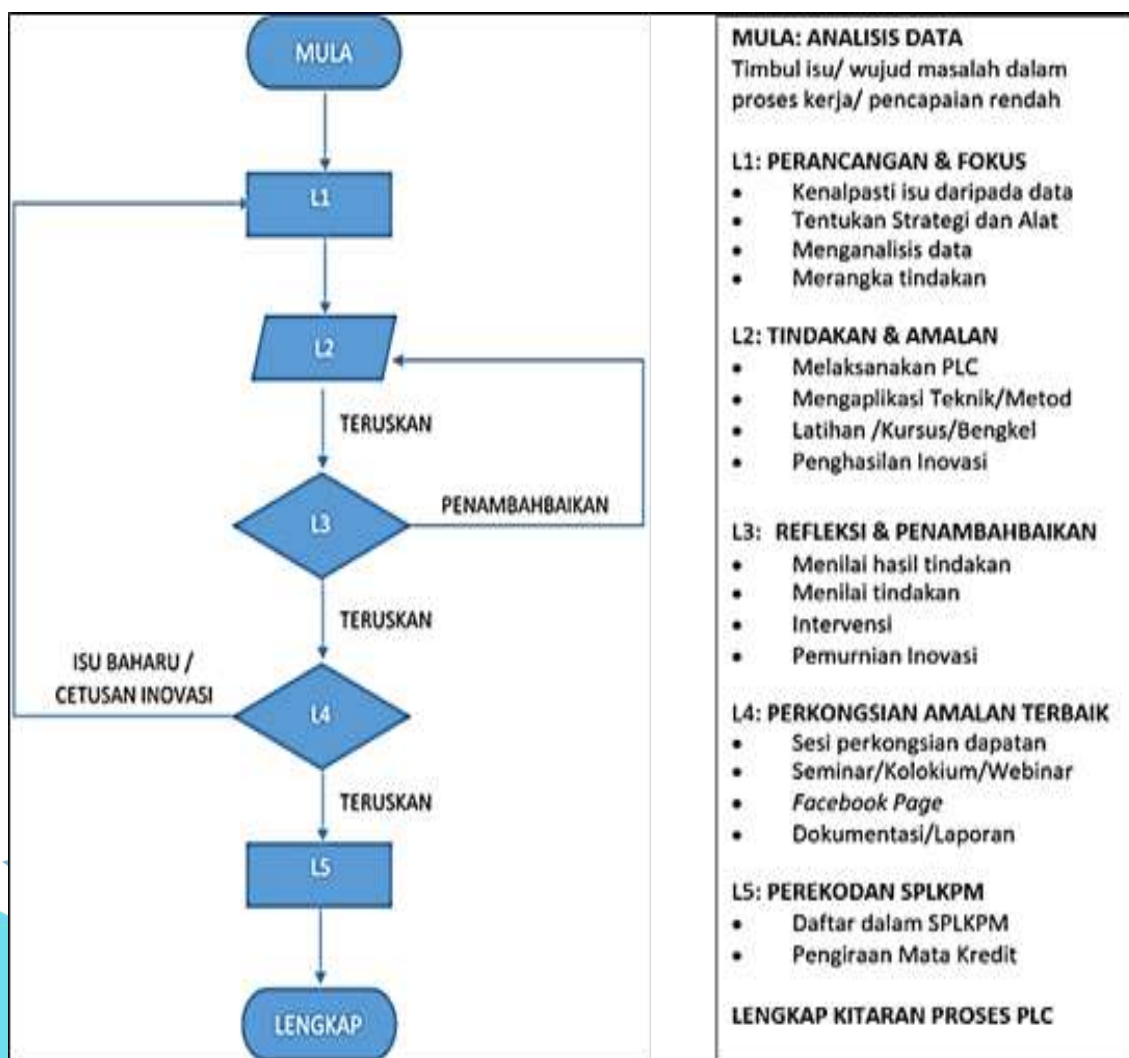 MULA
L1
L2
TERUSKAN
L3
PENAMBAHBAIKAN
TERUSKAN
ISU BAHARU /
CETUSAN INOVASI
L4
TERUSKAN
L5
LENGKAP
MULA: ANALISIS DATA
Timbul isu/ wujud masalah dalam
proses kerja/ pencapaian rendah
L1: PERANCANGAN & FOKUS
• Kenalpasti isu daripada data
• Tentukan Strategi dan Alat
• Menganalisis data
• Merangka tindakan
L2: TINDAKAN & AMALAN
• Melaksanakan PLC
• Mengaplikasi Teknik/Metod
• Latihan /Kursus/Bengkel
• Penghasilan Inovasi
L3: REFLEKSI & PENAMBAHBAIKAN
• Menilai hasil tindakan
• Menilai tindakan
• Intervensi
• Pemurnian Inovasi
L4: PERKONGSIAN AMALAN TERBAIK
• Sesi perkongsian dapatan
• Seminar/Kolokium/Webinar
• Facebook Page
• Dokumentasi/Laporan
L5: PEREKODAN SPLKPM
• Daftar dalam SPLKPM
• Pengiraan Mata Kredit
LENGKAP KITARAN PROSES PLC